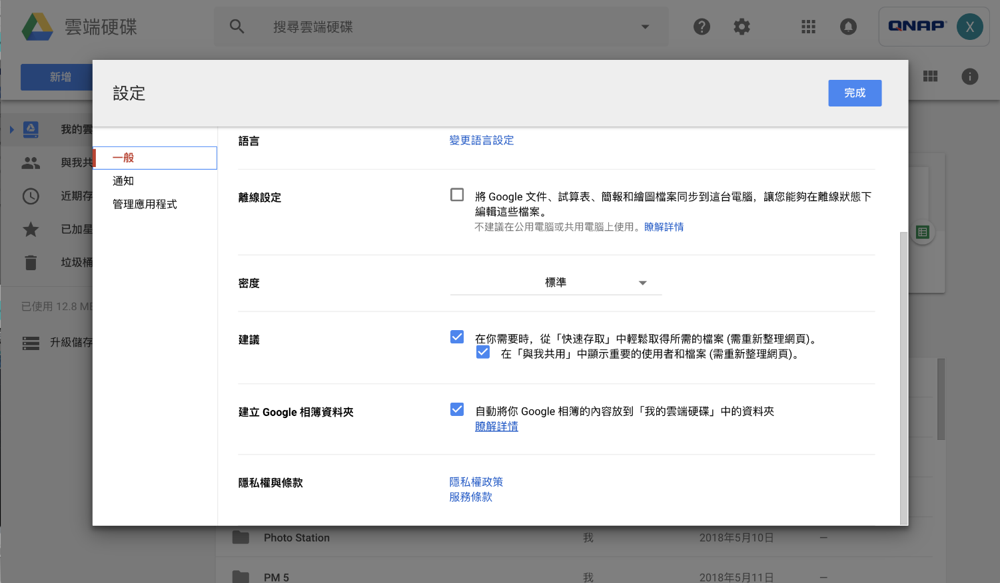 雲端硬碟
搜尋雲端硬碟
QNAP
X
新增
設定
完成
我的雲
與我共
近期存
已加星
垃圾桶
已使用 12.8 MB
升級儲存
一般
通知
管理應用程式
語言
變更語言設定
離線設定
將 Google 文件、試算表、簡報和繪圖檔案同步到這台電腦，讓您能夠在離線狀態下
編輯這些檔案。
不建議在公用電腦或共用電腦上使用。瞭解詳情
密度
標準
建議
在你需要時，從「快速存取」中輕鬆取得所需的檔案 (需重新整理網頁)。
在「與我共用」中顯示重要的使用者和檔案 (需重新整理網頁)。
建立 Google 相簿資料夾
自動將你 Google 相簿的內容放到「我的雲端硬碟」中的資料夾
瞭解詳情
隱私權與條款
隱私權政策
服務條款
Photo Station 我 2018年5月10日 —
PM 5 我 2018年5月11日 —